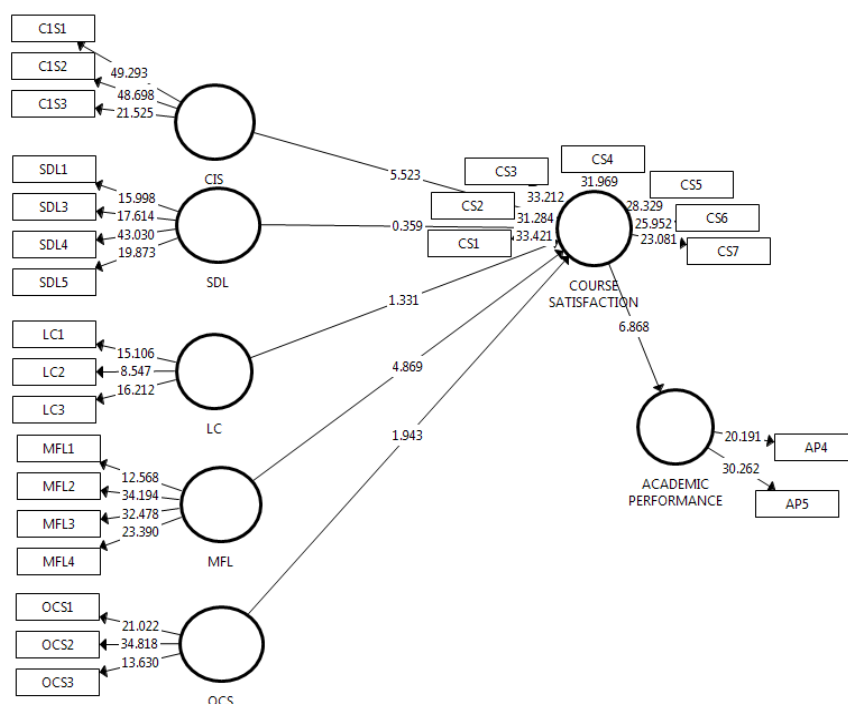 C1S1
C1S2
C1S3
49.293
48.698
21.525
CIS
5.523
SDL1
SDL3
SDL4
SDL5
15.998
17.614
43.030
19.873
SDL
0.359
LC1
LC2
LC3
15.106
8.547
16.212
LC
1.331
MFL1
MFL2
MFL3
MFL4
12.568
34.194
32.478
23.390
MFL
4.869
OCS1
OCS2
OCS3
21.022
34.818
13.630
OCS
1.943
CS3
CS4
CS5
CS2
CS6
CS1
CS7
33.212
31.969
28.329
31.284
25.952
33.421
23.081
COURSE
SATISFACTION
6.868
20.191
AP4
30.262
AP5
ACADEMIC
PERFORMANCE